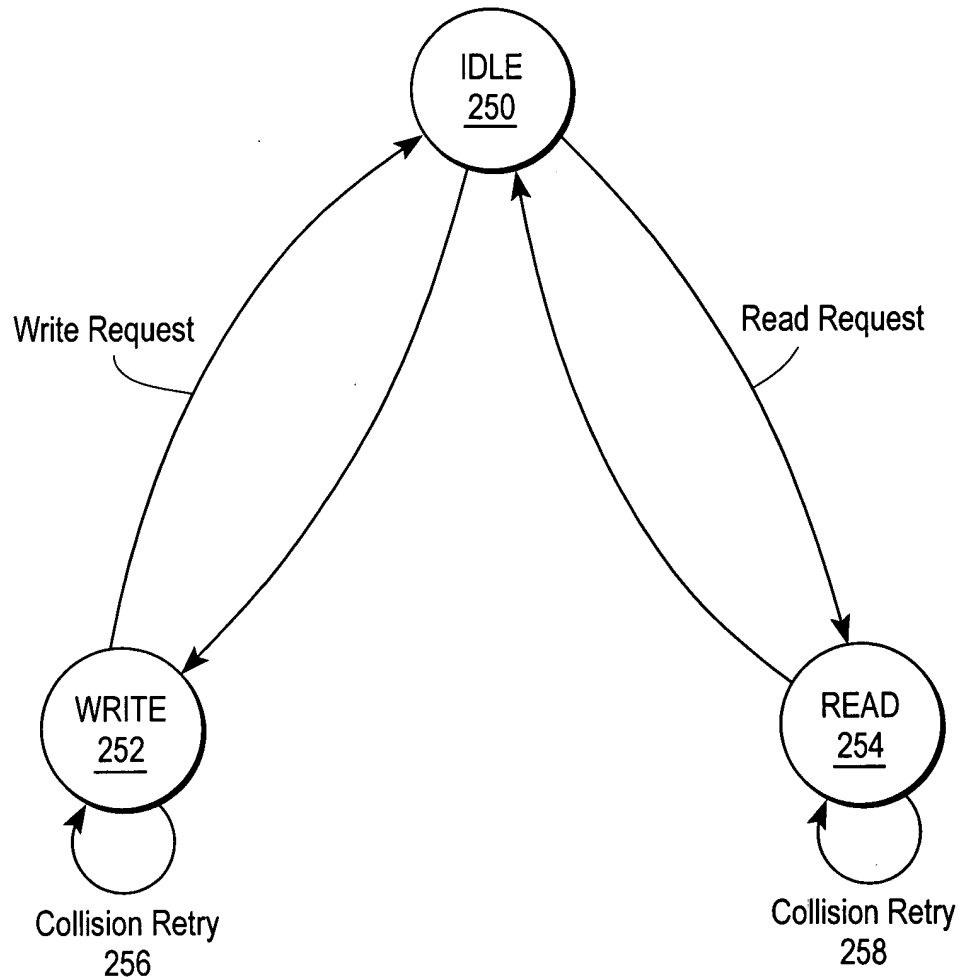 IDLE
250
Write Request
Read Request
WRITE
252
READ
254
Collision Retry
256
Collision Retry
258